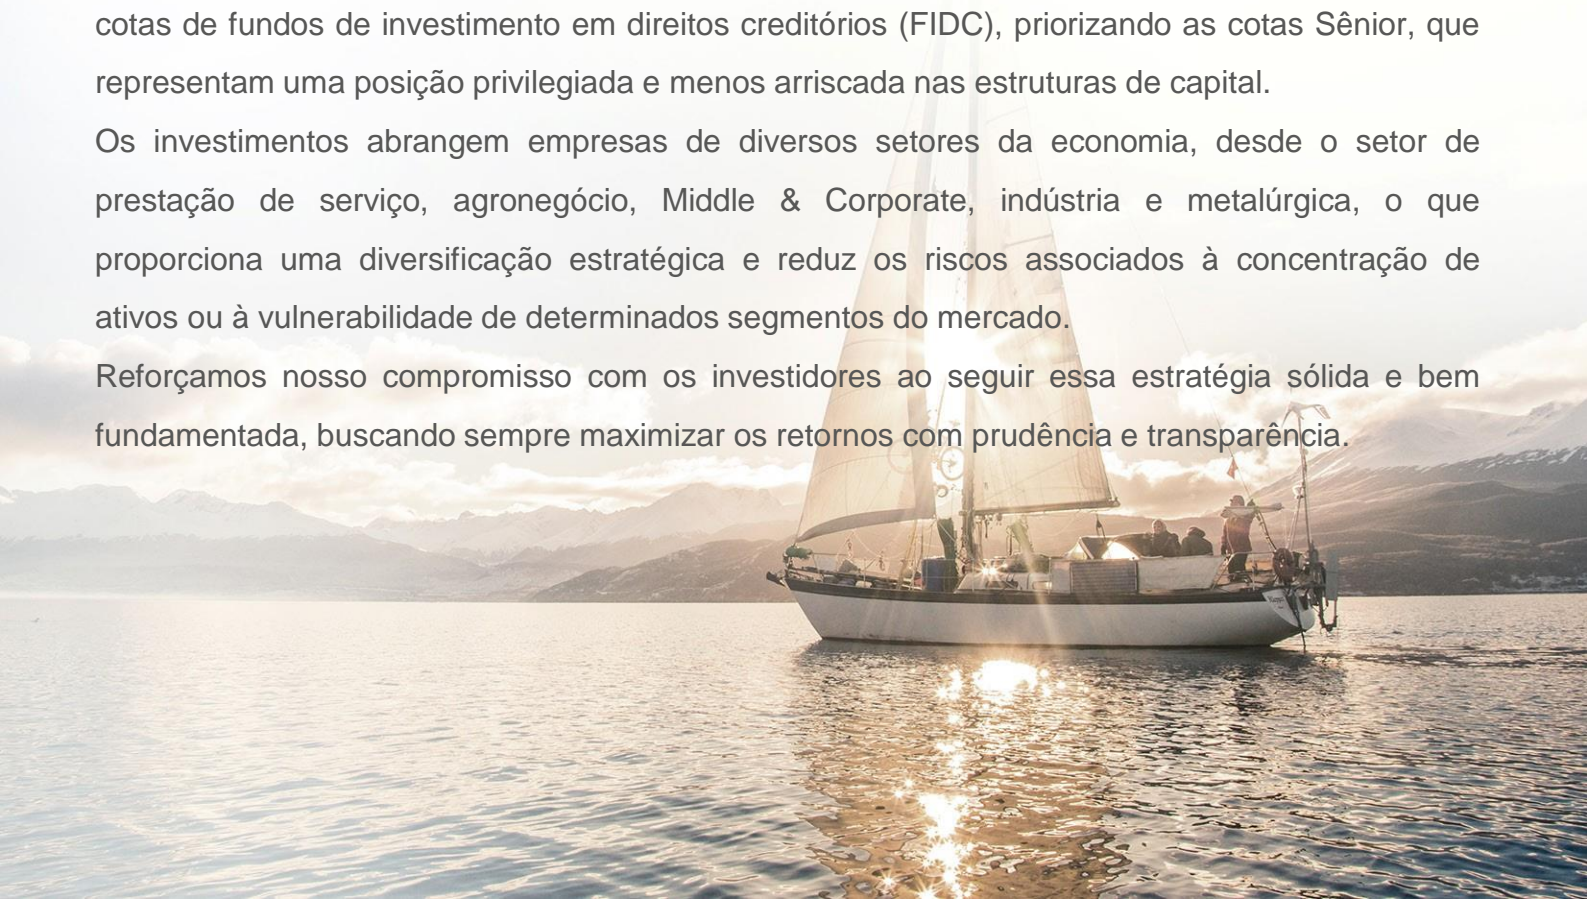 cotas de fundos de investimento em direitos creditórios (FIDC), priorizando as cotas Sênior, que
representam uma posição privilegiada e menos arriscada nas estruturas de capital.
Os investimentos abrangem empresas de diversos setores da economia, desde o setor de
prestação de serviço, agronegócio, Middle & Corporate, indústria e metalúrgica, o que
proporciona uma diversificação estratégica e reduz os riscos associados à concentração de
ativos ou à vulnerabilidade de determinados segmentos do mercado.
Reforçamos nosso compromisso com os investidores ao seguir essa estratégia sólida e bem
fundamentada, buscando sempre maximizar os retornos com prudência e transparência.